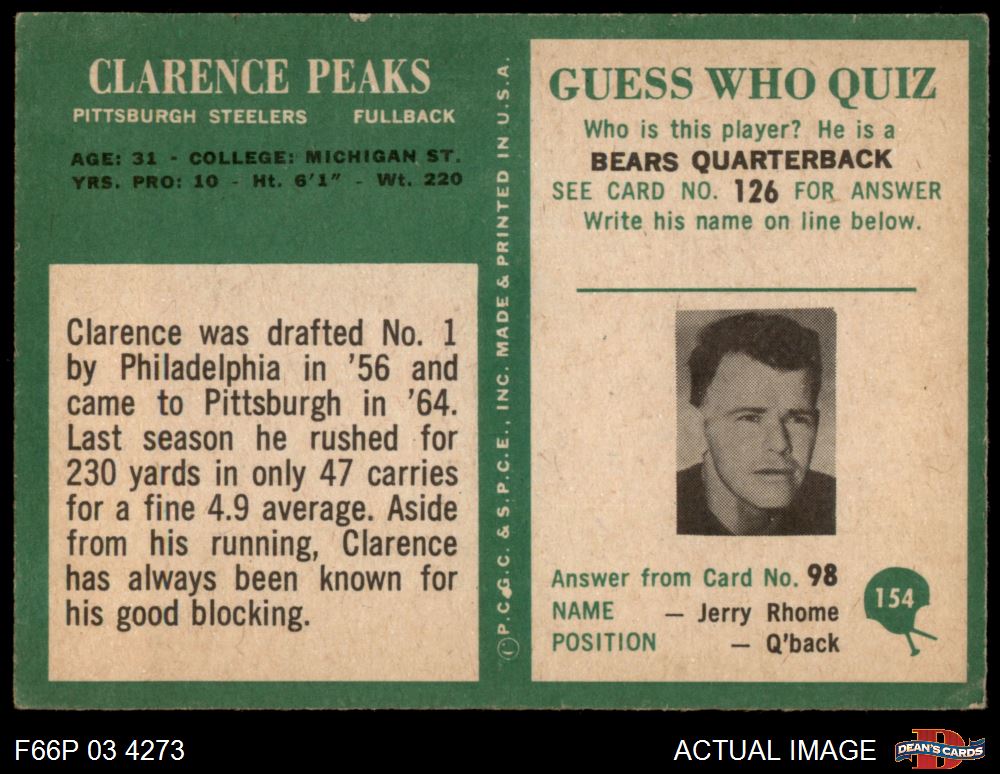 CLARENCE PEAKS
PITTSBURGH STEELERS FULLBACK
AGE: 31 - COLLEGE: MICHIGAN ST.
YRS. PRO: 10 - Ht. 6'1" - Wt. 220
Clarence was drafted No. 1
by Philadelphia in '56 and
came to Pittsburgh in '64.
Last season he rushed for
230 yards in only 47 carries
for a fine 4.9 average. Aside
from his running, Clarence
has always been known for
his good blocking.
© P.C.G.C. & S.P.C.E., INC. MADE & PRINTED IN U.S.A.
GUESS WHO QUIZ
Who is this player? He is a
BEARS QUARTERBACK
SEE CARD NO. 126 FOR ANSWER
Write his name on line below.
Answer from Card No. 98
NAME — Jerry Rhome
POSITION — Q'back
154
F66P 03 4273
ACTUAL IMAGE
D
DEAN'S CARDS